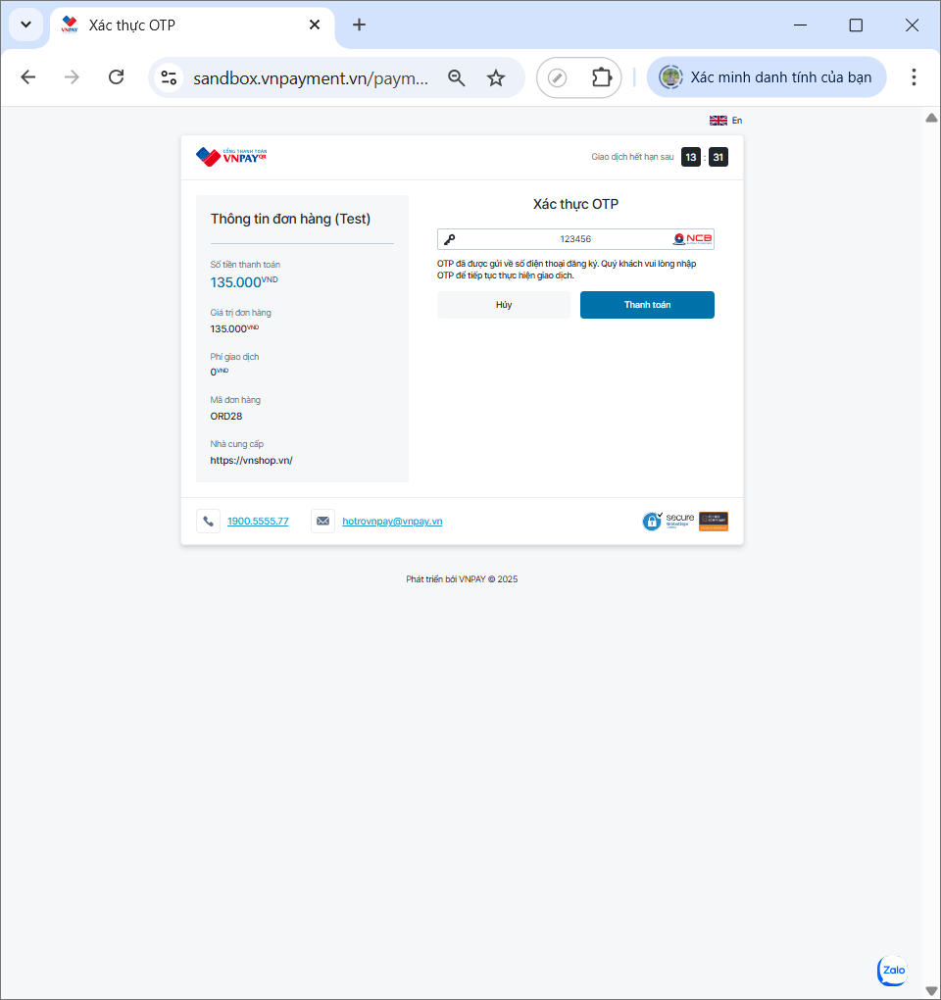 Xác thực OTP
sandbox.vnpayment.vn/paym...
Xác minh danh tính của bạn
En
CỔNG THANH TOÁN
VNPAYQR
Giao dịch hết hạn sau 13 : 31
Thông tin đơn hàng (Test)
Số tiền thanh toán
135.000VND
Giá trị đơn hàng
135.000VND
Phí giao dịch
0VND
Mã đơn hàng
ORD28
Nhà cung cấp
https://vnshop.vn/
Xác thực OTP
123456
NCB
OTP đã được gửi về số điện thoại đăng ký. Quý khách vui lòng nhập
OTP để tiếp tục thực hiện giao dịch.
Hủy
Thanh toán
1900.5555.77
hotrovnpay@vnpay.vn
secure
GlobalSign
Phát triển bởi VNPAY © 2025
Zalo